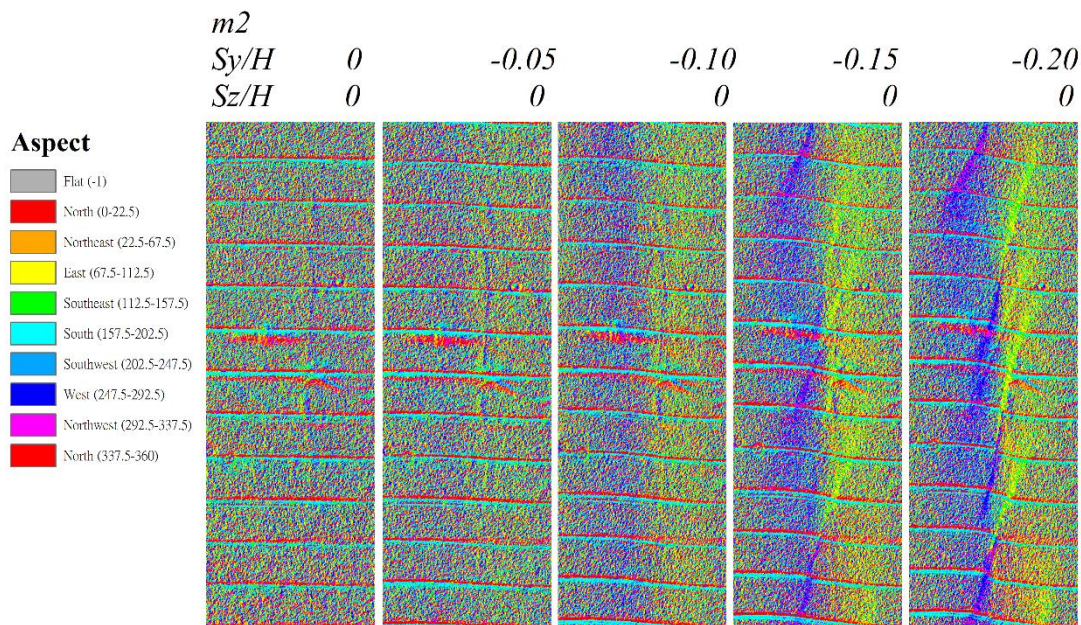 m2
Sy/H 0 -0.05 -0.10 -0.15 -0.20
Sz/H 0 0 0 0 0
Aspect
Flat (-1)
North (0-22.5)
Northeast (22.5-67.5)
East (67.5-112.5)
Southeast (112.5-157.5)
South (157.5-202.5)
Southwest (202.5-247.5)
West (247.5-292.5)
Northwest (292.5-337.5)
North (337.5-360)